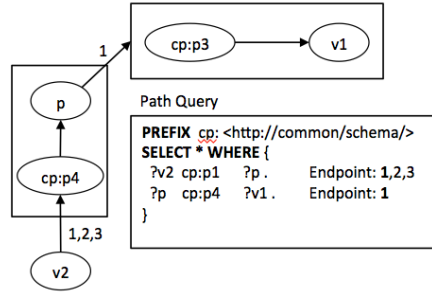 1
cp:p3
v1
p
cp:p4
1,2,3
v2
Path Query
PREFIX cp: <http://common/schema/>
SELECT * WHERE {
?v2 cp:p1 ?p . Endpoint: 1,2,3
?p cp:p4 ?v1 . Endpoint: 1
}